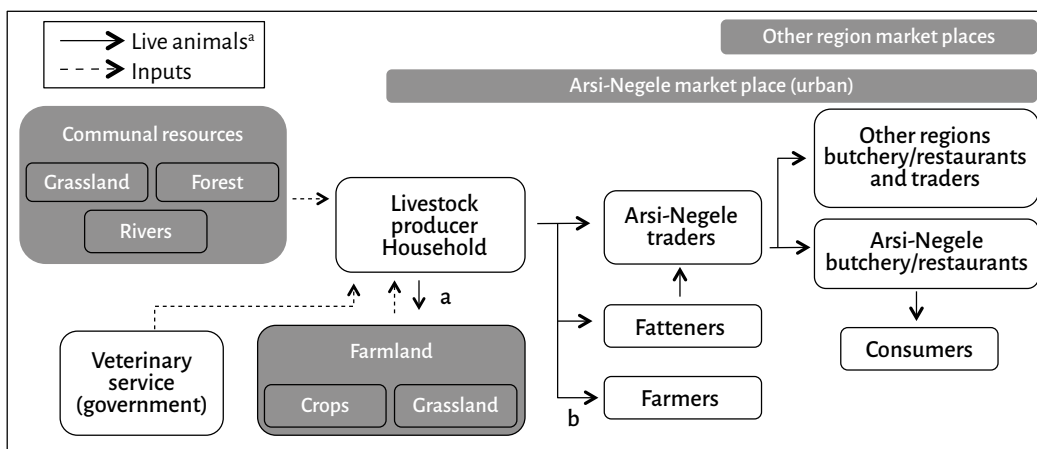 Live animalsᵃ
Inputs
Other region market places
Arsi-Negele market place (urban)
Communal resources
Grassland
Forest
Rivers
Livestock
producer
Household
Arsi-Negele
traders
Other regions
butchery/restaurants
and traders
Arsi-Negele
butchery/restaurants
a
Veterinary
service
(government)
Farmland
Crops
Grassland
Fatteners
Consumers
Farmers
b